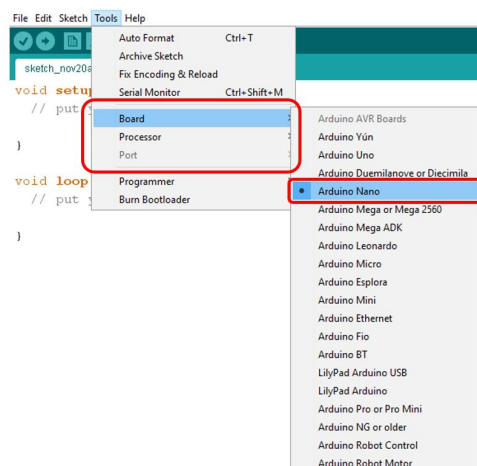 File Edit Sketch Tools Help
Auto Format Ctrl+T
Archive Sketch
Fix Encoding & Reload
Serial Monitor Ctrl+Shift+M
Board
Processor
Port
Programmer
Burn Bootloader
sketch_nov20a
void setup
// put
}
void loop
// put
}
Arduino AVR Boards
Arduino Yún
Arduino Uno
Arduino Duemilanove or Diecimila
Arduino Nano
Arduino Mega or Mega 2560
Arduino Mega ADK
Arduino Leonardo
Arduino Micro
Arduino Esplora
Arduino Mini
Arduino Ethernet
Arduino Fio
Arduino BT
LilyPad Arduino USB
LilyPad Arduino
Arduino Pro or Pro Mini
Arduino NG or older
Arduino Robot Control
Arduino Robot Motor